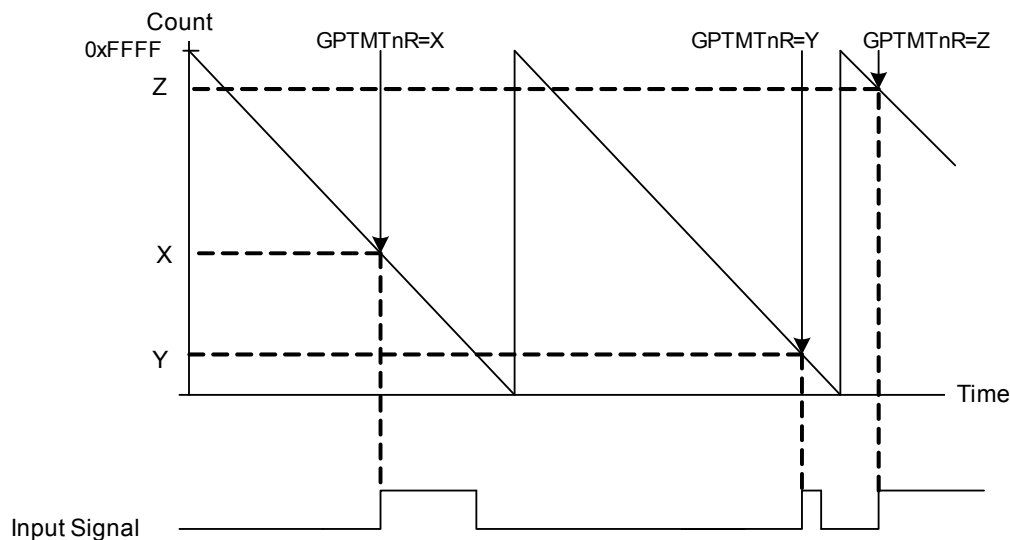 Count
0xFFFF
GPTMTnR=X
GPTMTnR=Y
GPTMTnR=Z
Z
X
Y
Time
Input Signal